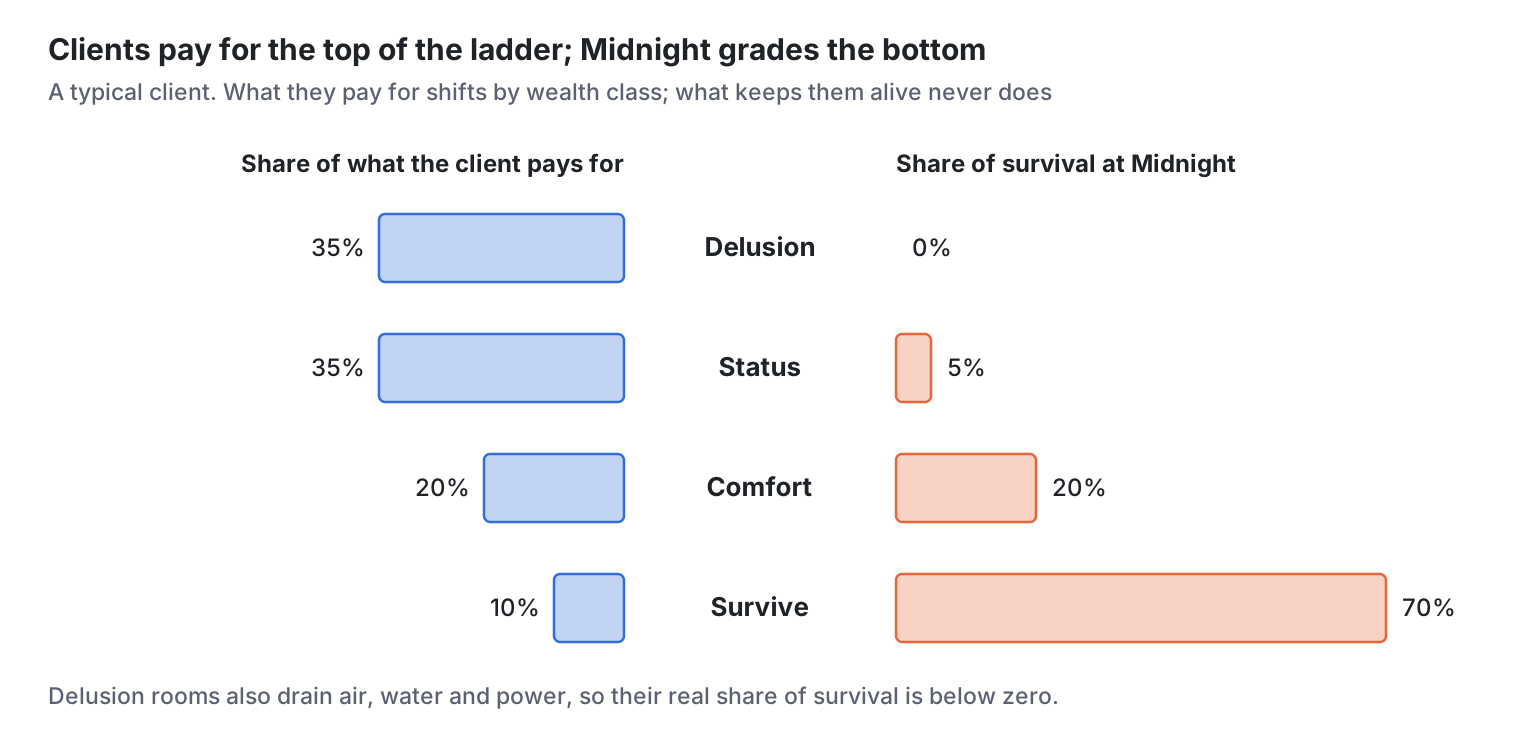 Clients pay for the top of the ladder; Midnight grades the bottom
A typical client. What they pay for shifts by wealth class; what keeps them alive never does
Share of what the client pays for
Share of survival at Midnight
35%
Delusion
0%
35%
Status
5%
20%
Comfort
20%
10%
Survive
70%
Delusion rooms also drain air, water and power, so their real share of survival is below zero.